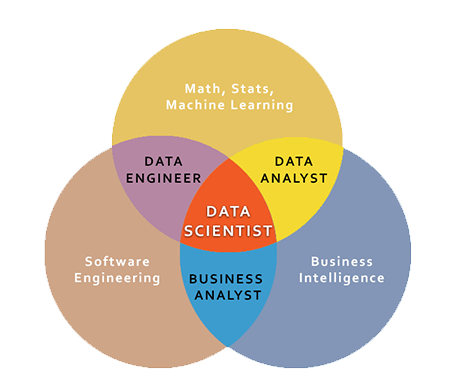 Math, Stats,
Machine Learning
DATA
ENGINEER
DATA
ANALYST
DATA
SCIENTIST
Software
Engineering
Business
Intelligence
BUSINESS
ANALYST